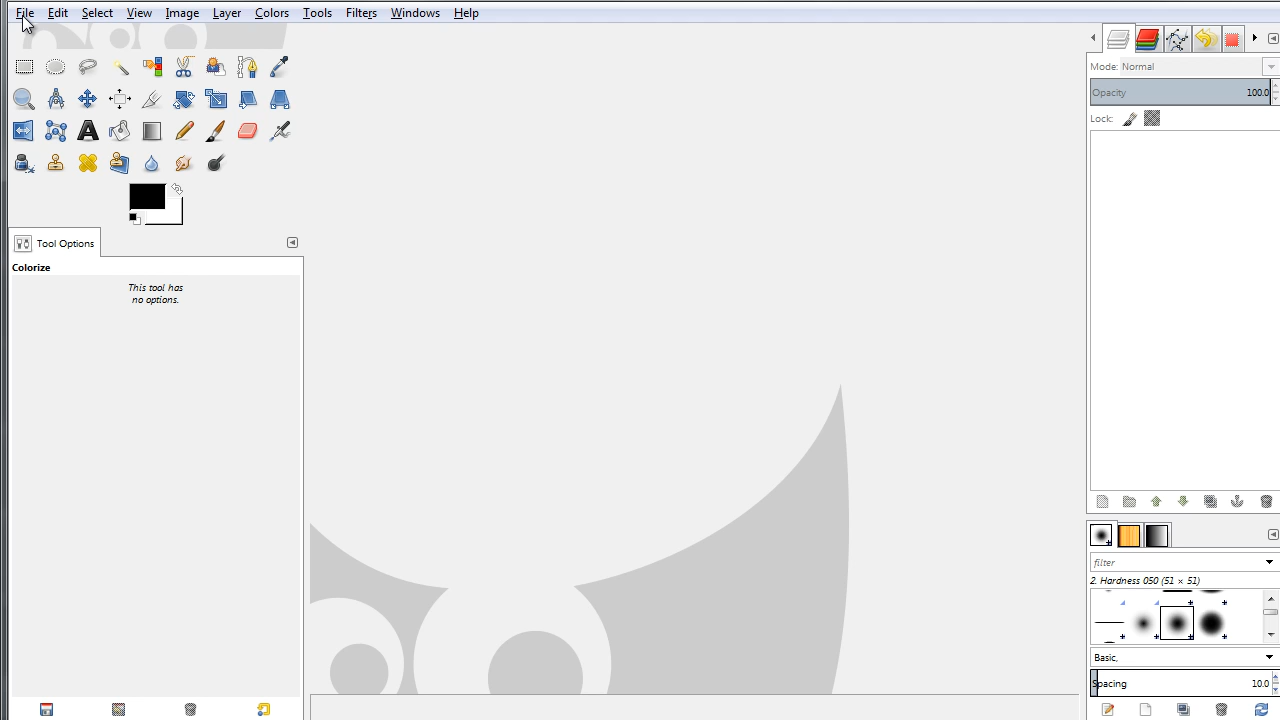 File Edit Select View Image Layer Colors Tools Filters Windows Help
Mode: Normal
Opacity 100.0
Lock:
Tool Options
Colorize
This tool has
no options.
filter
2. Hardness 050 (51 × 51)
Basic,
Spacing 10.0